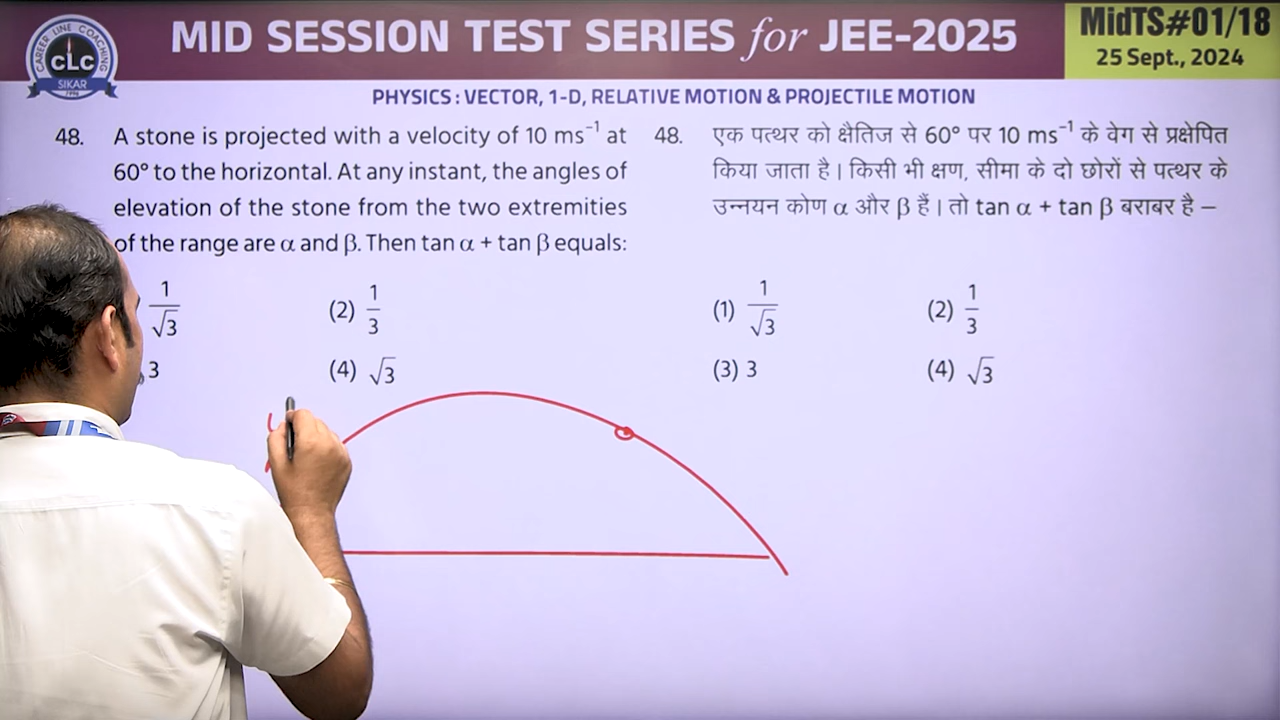 MID SESSION TEST SERIES for JEE-2025
MidTS#01/18
25 Sept., 2024
CAREER LINE COACHING
CLC
SIKAR
1996
PHYSICS : VECTOR, 1-D, RELATIVE MOTION & PROJECTILE MOTION
48. A stone is projected with a velocity of 10 ms⁻¹ at
60° to the horizontal. At any instant, the angles of
elevation of the stone from the two extremities
of the range are α and β. Then tan α + tan β equals:
1/√3 (2) 1/3
3 (4) √3
48. एक पत्थर को क्षैतिज से 60° पर 10 ms⁻¹ के वेग से प्रक्षेपित
किया जाता है। किसी भी क्षण, सीमा के दो छोरों से पत्थर के
उन्नयन कोण α और β हैं। तो tan α + tan β बराबर है –
(1) 1/√3 (2) 1/3
(3) 3 (4) √3